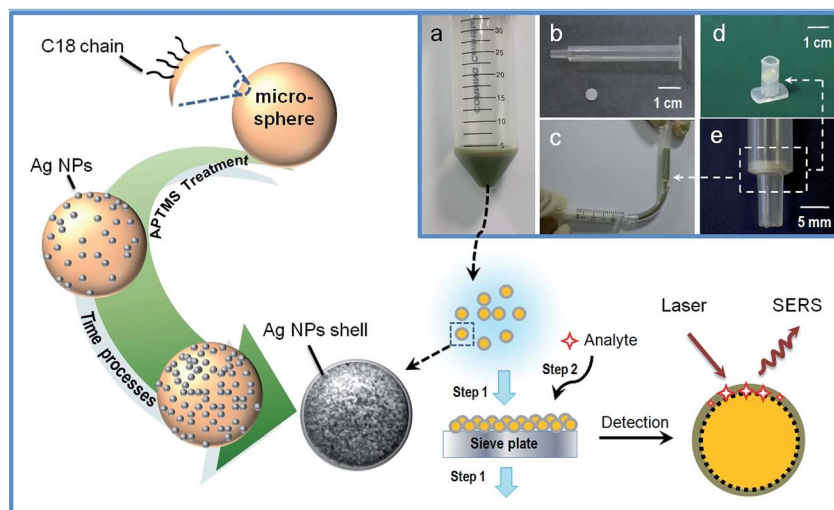 C18 chain
micro-
sphere
Ag NPs
APTMS Treatment
Time processes
Ag NPs shell
a
30
25
20
15
10
5
b
1 cm
c
d
1 cm
e
5 mm
Analyte
Step 1
Step 2
Sieve plate
Step 1
Detection
Laser
SERS